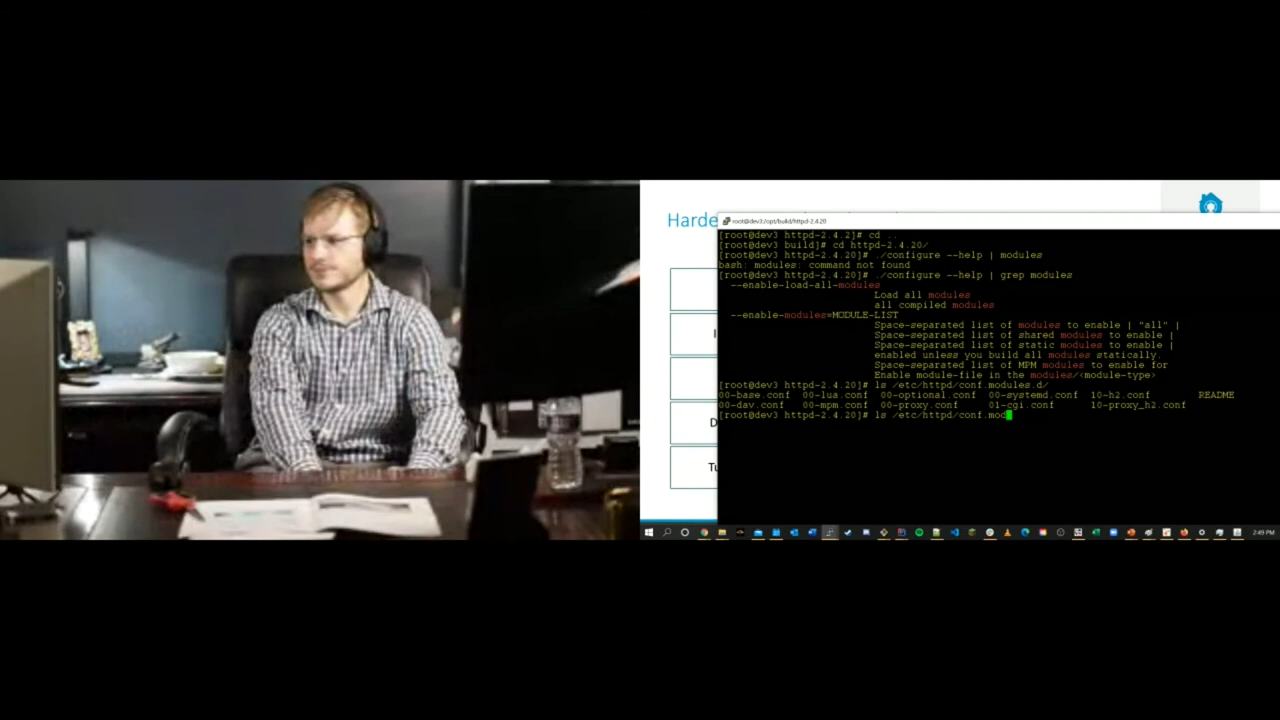 Harde
root@dev3:/opt/build/httpd-2.4.20
[root@dev3 httpd-2.4.2]# cd ..
[root@dev3 build]# cd httpd-2.4.20/
[root@dev3 httpd-2.4.20]# ./configure --help | modules
bash: modules: command not found
[root@dev3 httpd-2.4.20]# ./configure --help | grep modules
--enable-load-all-modules
Load all modules
all compiled modules
--enable-modules=MODULE-LIST
Space-separated list of modules to enable | "all" |
Space-separated list of shared modules to enable |
Space-separated list of static modules to enable |
enabled unless you build all modules statically.
Space-separated list of MPM modules to enable for
Enable module-file in the modules/<module-type>
[root@dev3 httpd-2.4.20]# ls /etc/httpd/conf.modules.d/
00-base.conf 00-lua.conf 00-optional.conf 00-systemd.conf 10-h2.conf README
00-dav.conf 00-mpm.conf 00-proxy.conf 01-cgi.conf 10-proxy_h2.conf
[root@dev3 httpd-2.4.20]# ls /etc/httpd/conf.mod
I
D
Tu
2:49 PM